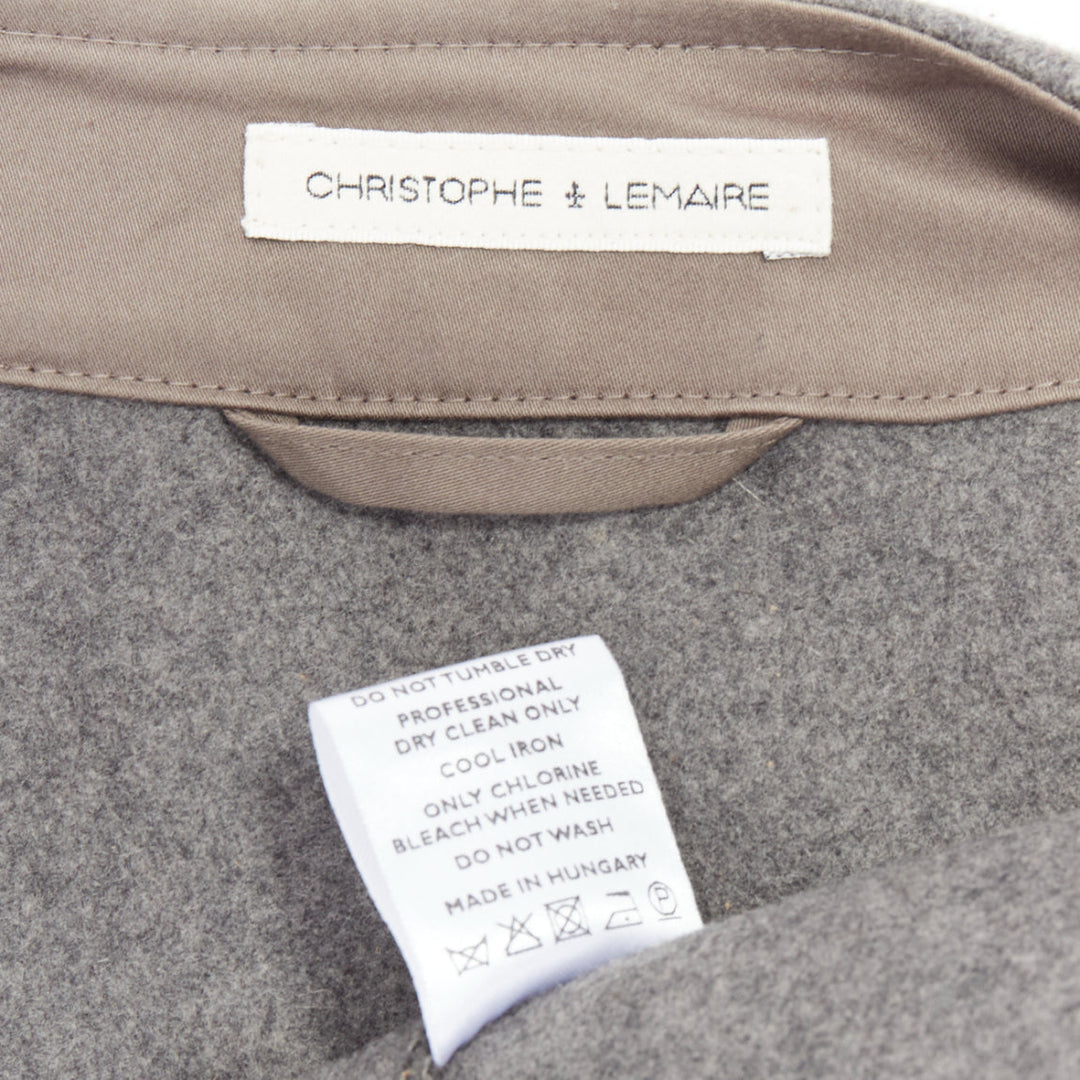 CHRISTOPHE LEMAIRE
DO NOT TUMBLE DRY
PROFESSIONAL
DRY CLEAN ONLY
COOL IRON
ONLY CHLORINE
BLEACH WHEN NEEDED
DO NOT WASH
MADE IN HUNGARY
P